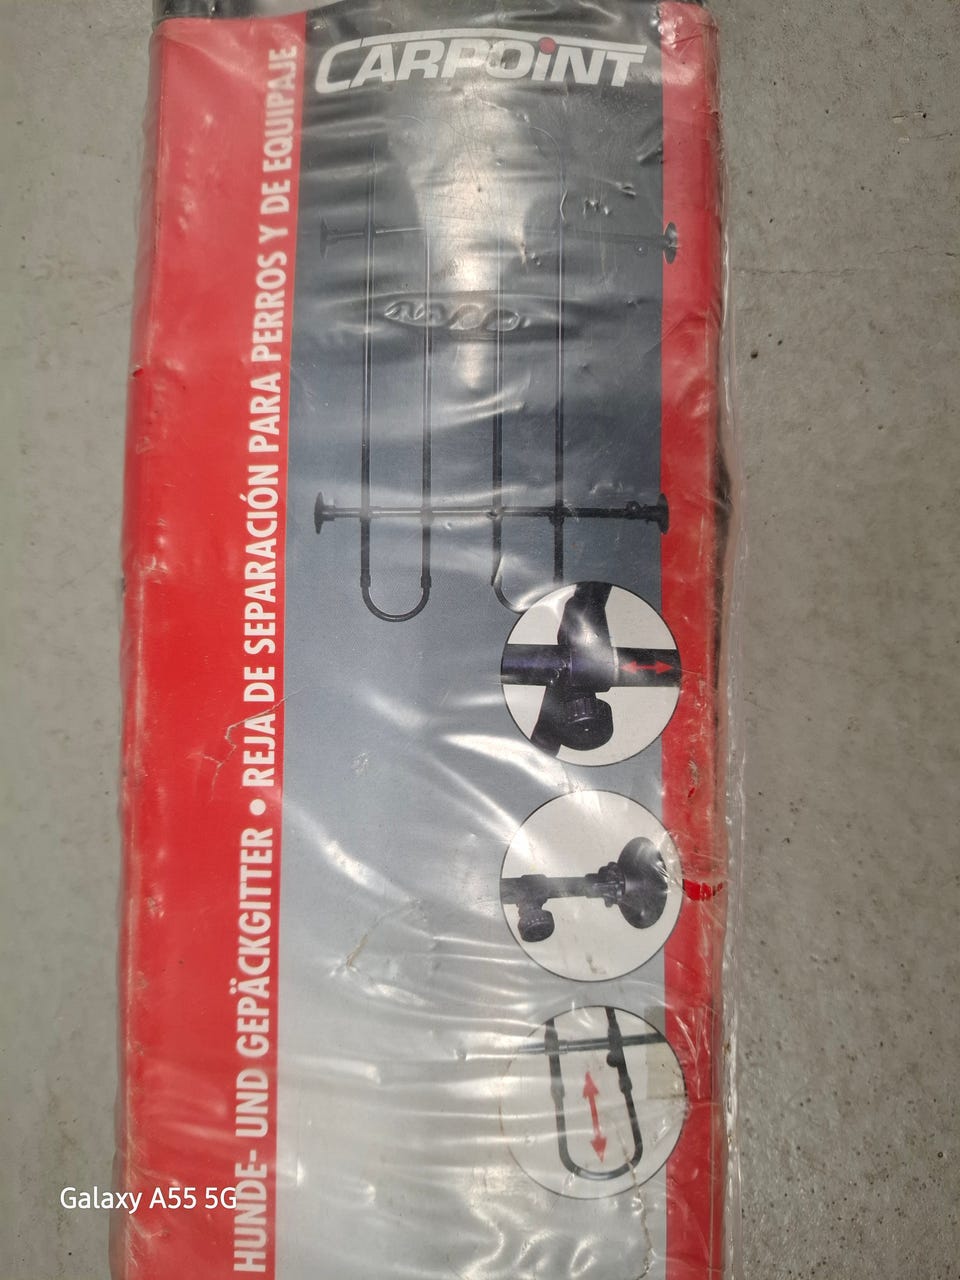 CARPOINT
HUNDE- UND GEPÄCKGITTER • REJA DE SEPARACIÓN PARA PERROS Y DE EQUIPAJE
Galaxy A55 5G